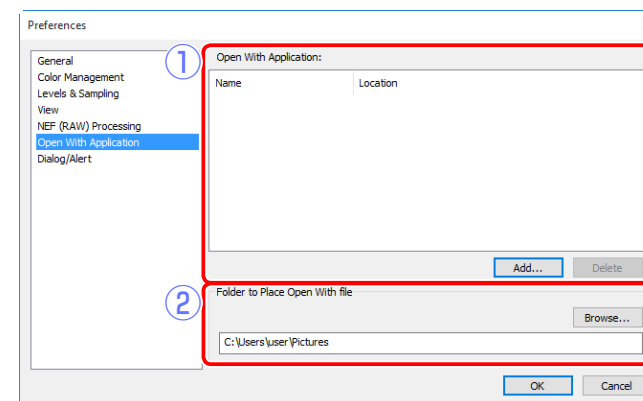 Preferences
General
Color Management
Levels & Sampling
View
NEF (RAW) Processing
Open With Application
Dialog/Alert
①
Open With Application:
Name Location
Add... Delete
②
Folder to Place Open With file
Browse...
C:\Users\user\Pictures
OK Cancel